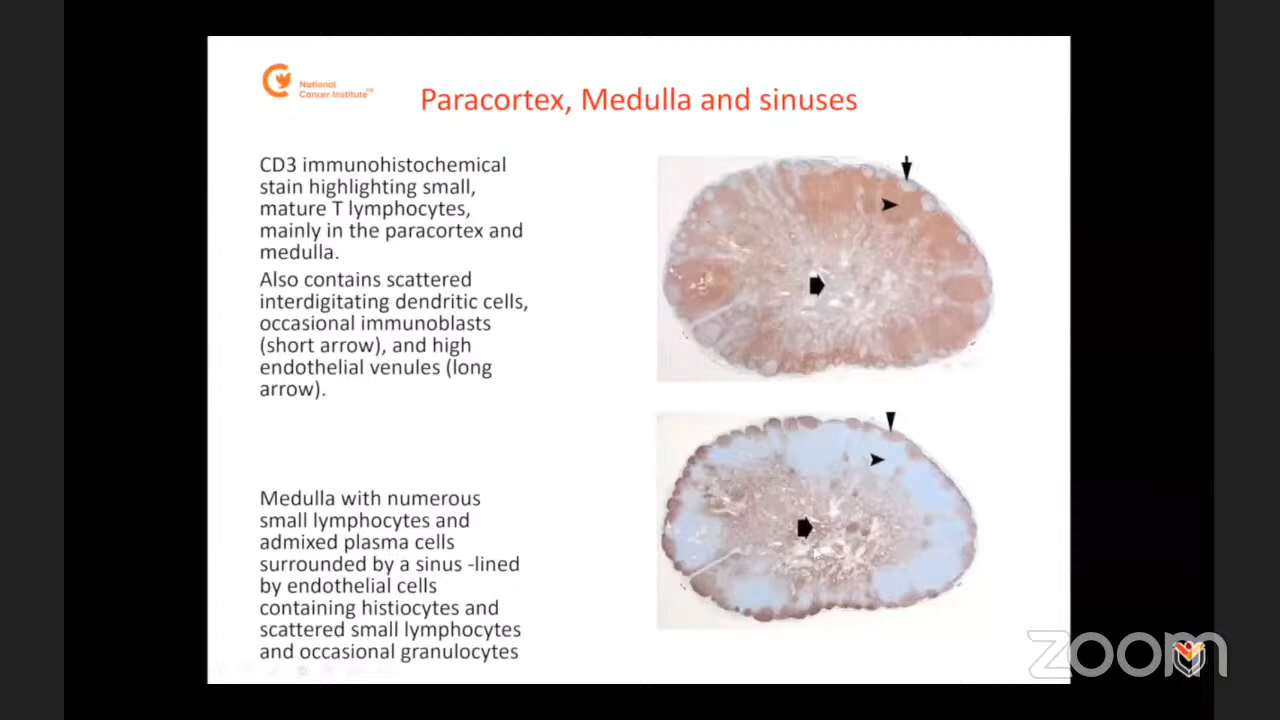 National
Cancer Institute
Paracortex, Medulla and sinuses
CD3 immunohistochemical
stain highlighting small,
mature T lymphocytes,
mainly in the paracortex and
medulla.
Also contains scattered
interdigitating dendritic cells,
occasional immunoblasts
(short arrow), and high
endothelial venules (long
arrow).
Medulla with numerous
small lymphocytes and
admixed plasma cells
surrounded by a sinus -lined
by endothelial cells
containing histiocytes and
scattered small lymphocytes
and occasional granulocytes
zoom